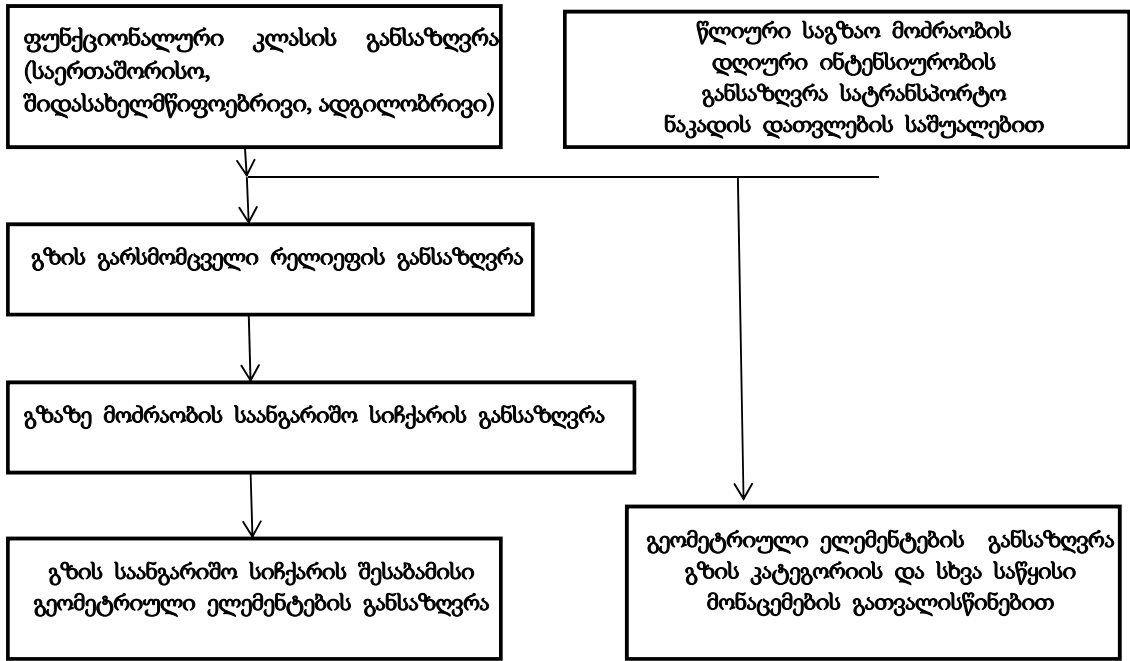 ფუნქციონალური კლასის განსაზღვრა
(საერთაშორისო,
შიდასახელმწიფოებრივი, ადგილობრივი)
წლიური საგზაო მოძრაობის
დღიური ინტენსიურობის
განსაზღვრა სატრანსპორტო
ნაკადის დათვლების საშუალებით
გზის გარსმომცველი რელიეფის განსაზღვრა
გზაზე მოძრაობის საანგარიშო სიჩქარის განსაზღვრა
გზის საანგარიშო სიჩქარის შესაბამისი
გეომეტრიული ელემენტების განსაზღვრა
გეომეტრიული ელემენტების განსაზღვრა
გზის კატეგორიის და სხვა საწყისი
მონაცემების გათვალისწინებით